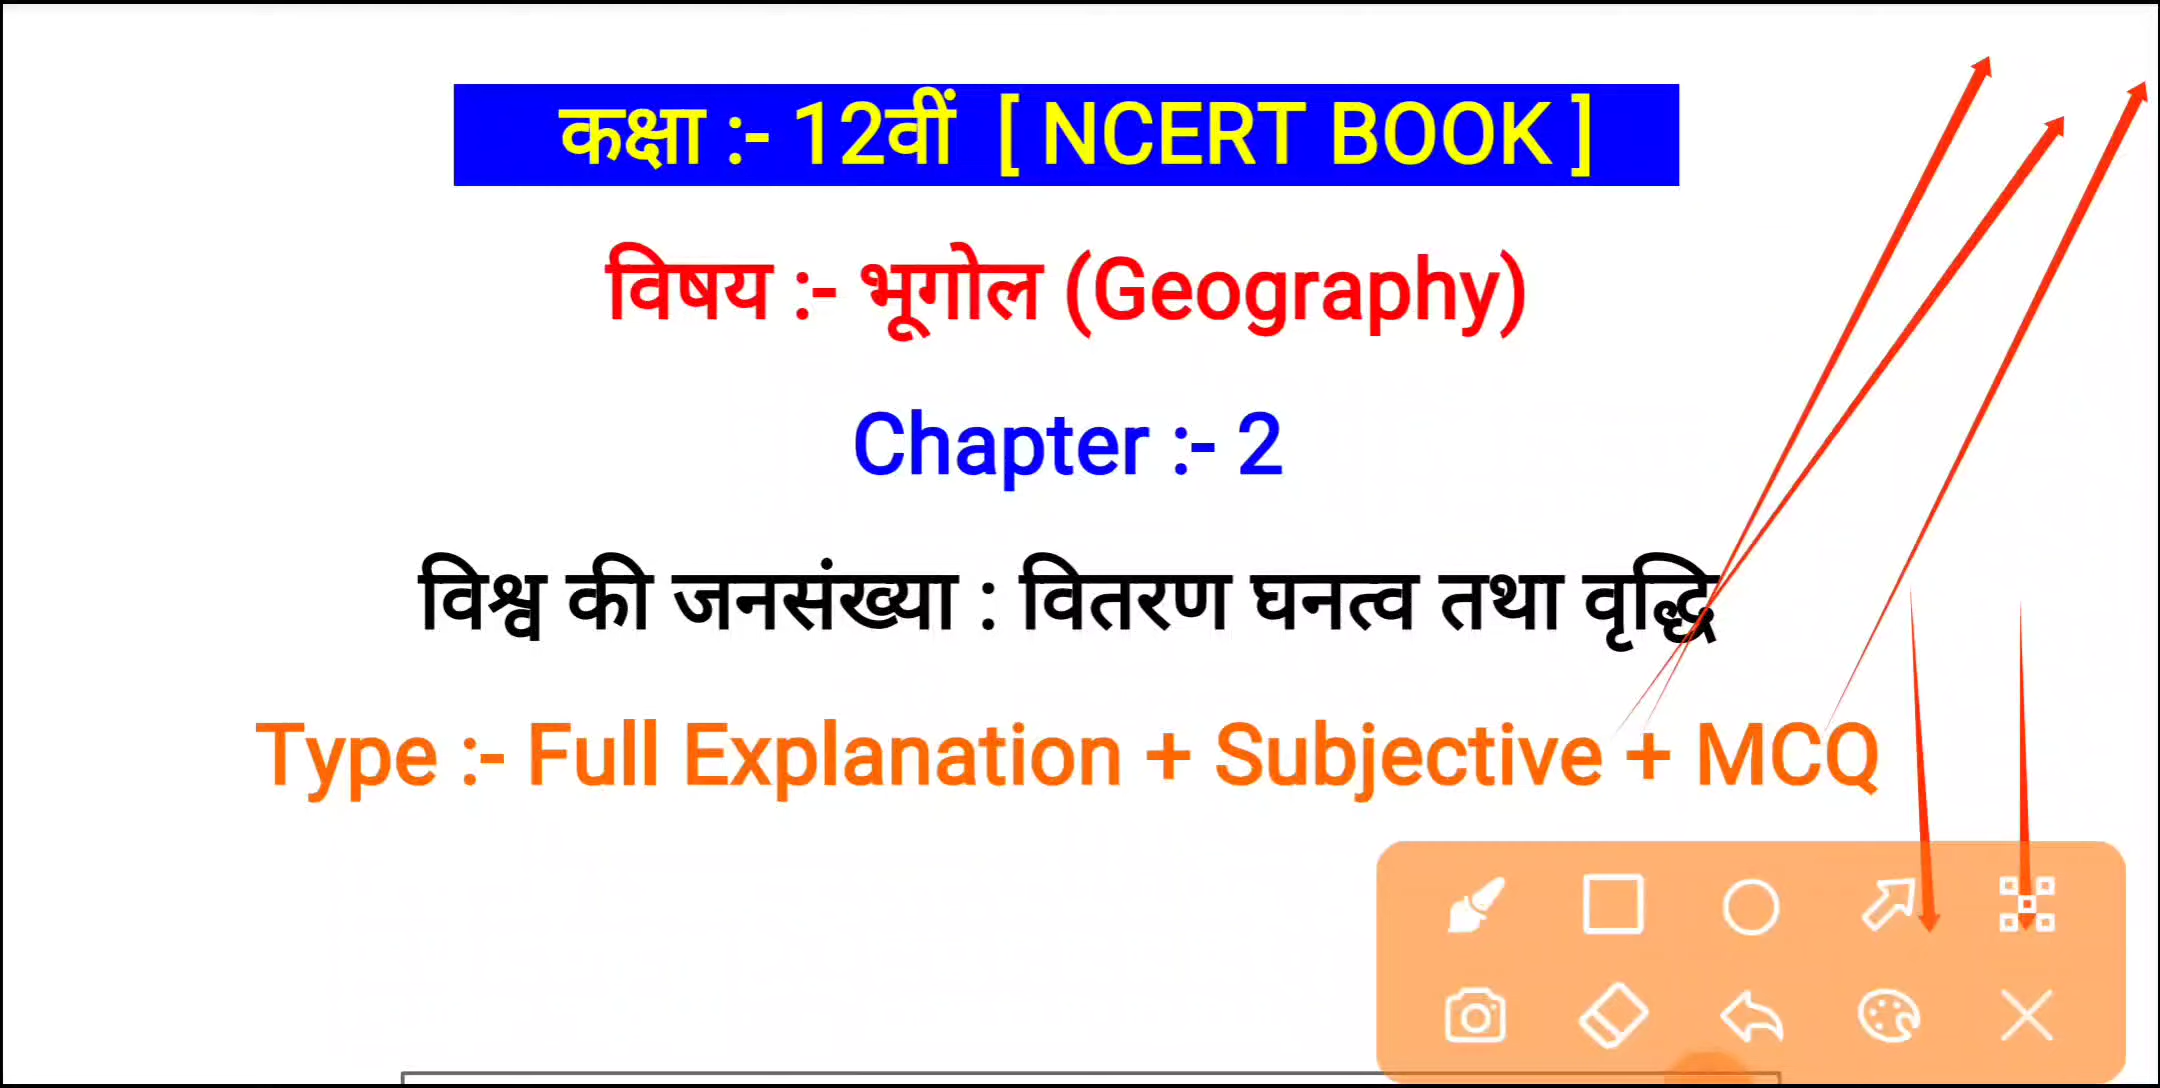 कक्षा :- 12वीं [ NCERT BOOK ]
विषय :- भूगोल (Geography)
Chapter :- 2
विश्व की जनसंख्या : वितरण घनत्व तथा वृद्धि
Type :- Full Explanation + Subjective + MCQ